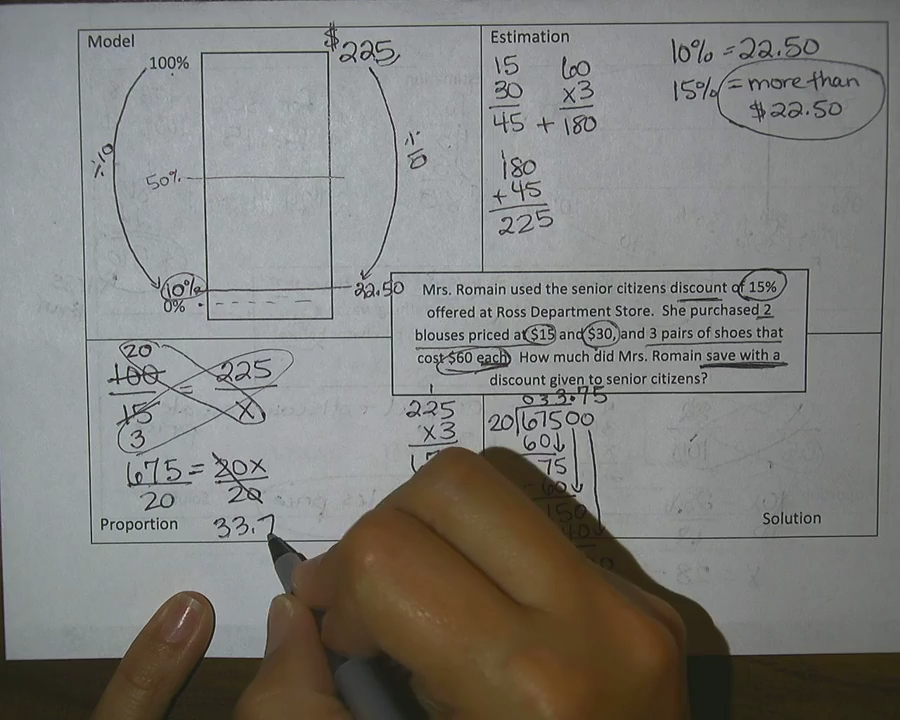 Model
$225
100%
÷10
÷10
50%
10%
22.50
0%
Estimation
15
30
45 +
60
x3
180
180
+45
225
10% = 22.50
15% = more than
$22.50
Mrs. Romain used the senior citizens discount of 15%
offered at Ross Department Store. She purchased 2
blouses priced at $15 and $30, and 3 pairs of shoes that
cost $60 each. How much did Mrs. Romain save with a
discount given to senior citizens?
20
100 = 225
15 x
3
675 = 20x
20 20
33.7
Proportion
1
225
x3
033.75
20)67500
60
75
- 60
150
40
Solution